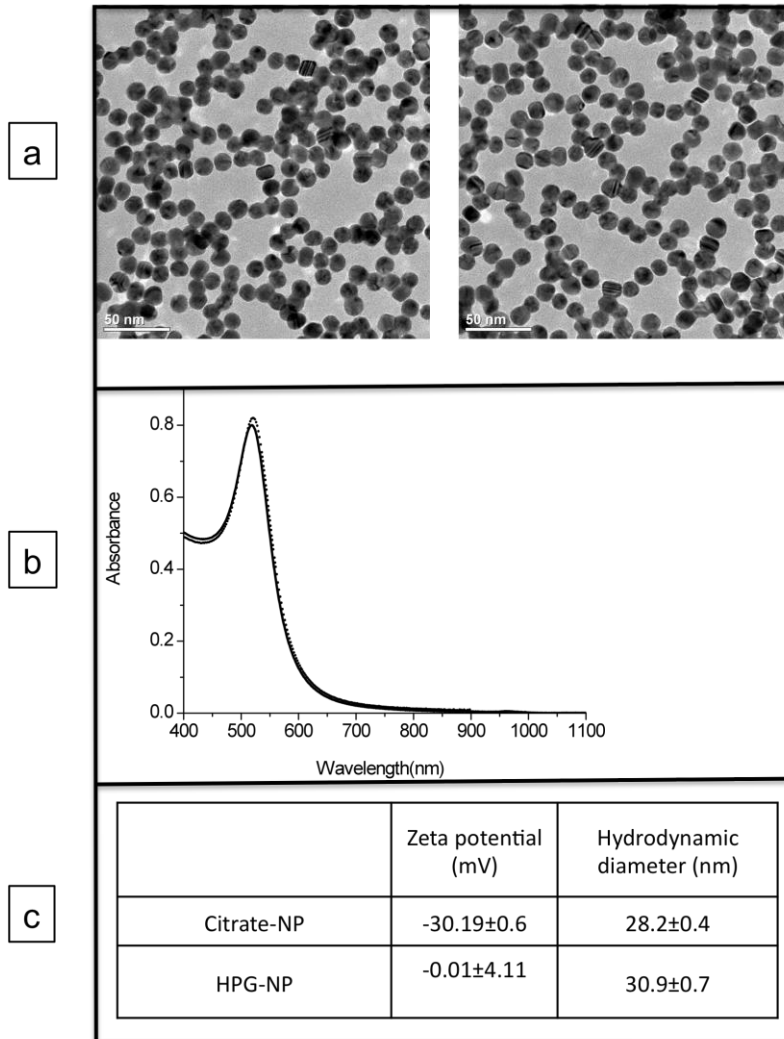 a
50 nm
50 nm
b
0.8
0.6
0.4
0.2
0.0
Absorbance
400 500 600 700 800 900 1000 1100
Wavelength(nm)
c
Zeta potential (mV)
Hydrodynamic diameter (nm)
Citrate-NP -30.19±0.6 28.2±0.4
HPG-NP -0.01±4.11 30.9±0.7